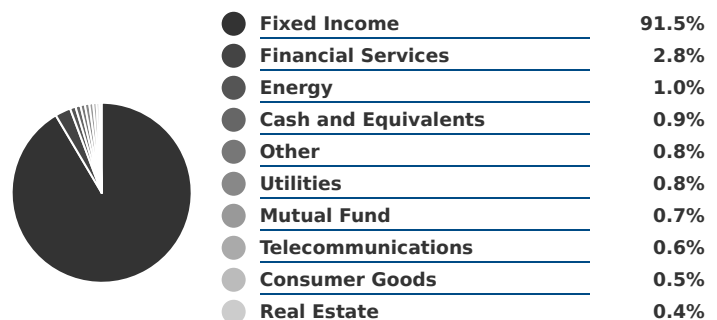 Fixed Income 91.5%
Financial Services 2.8%
Energy 1.0%
Cash and Equivalents 0.9%
Other 0.8%
Utilities 0.8%
Mutual Fund 0.7%
Telecommunications 0.6%
Consumer Goods 0.5%
Real Estate 0.4%